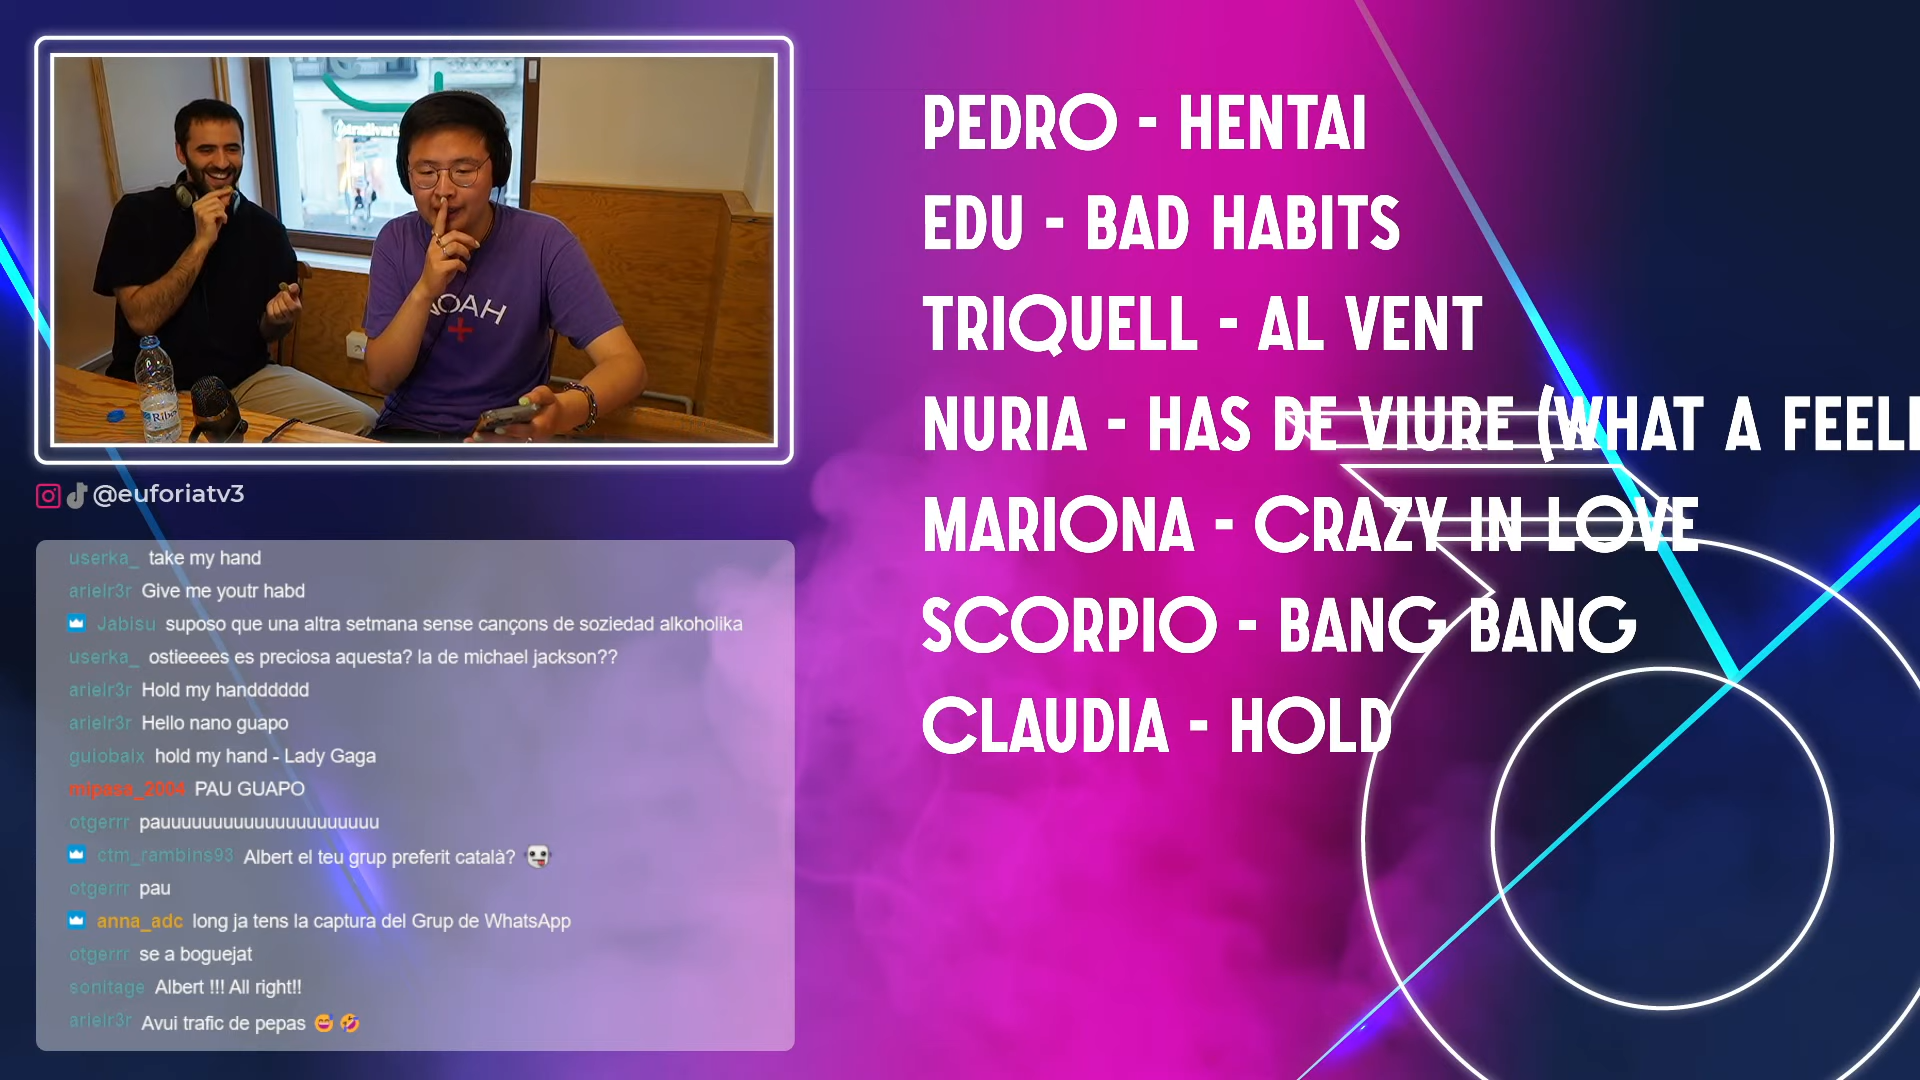 NOAH
Ribe
@euforiatv3
userka_ take my hand
arielr3r Give me youtr habd
Jabisu suposo que una altra setmana sense cançons de soziedad alkoholika
userka_ ostieeees es preciosa aquesta? la de michael jackson??
arielr3r Hold my handddddd
arielr3r Hello nano guapo
guiobaix hold my hand - Lady Gaga
mipasa_2004 PAU GUAPO
otgerrr pauuuuuuuuuuuuuuuuuuuuu
ctm_rambins93 Albert el teu grup preferit català?
otgerrr pau
anna_adc long ja tens la captura del Grup de WhatsApp
otgerrr se a boguejat
sonitage Albert !!! All right!!
arielr3r Avui trafic de pepas
PEDRO - HENTAI
EDU - BAD HABITS
TRIQUELL - AL VENT
NURIA - HAS DE VIURE (WHAT A FEELI
MARIONA - CRAZY IN LOVE
SCORPIO - BANG BANG
CLAUDIA - HOLD